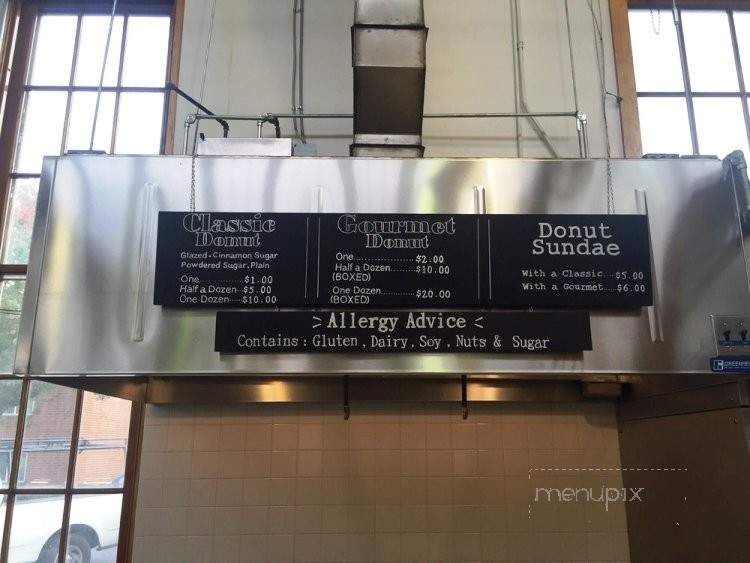 Classic
Donut
Glazed . Cinnamon Sugar
Powdered Sugar . Plain
One...............$1.00
Half a Dozen...$5.00
One Dozen.....$10.00
Gourmet
Donut
One...............$2.00
Half a Dozen........$10.00
(BOXED)
One Dozen..........$20.00
(BOXED)
Donut
Sundae
With a Classic....$5.00
With a Gourmet...$6.00
> Allergy Advice <
Contains : Gluten , Dairy , Soy , Nuts & Sugar
menupix